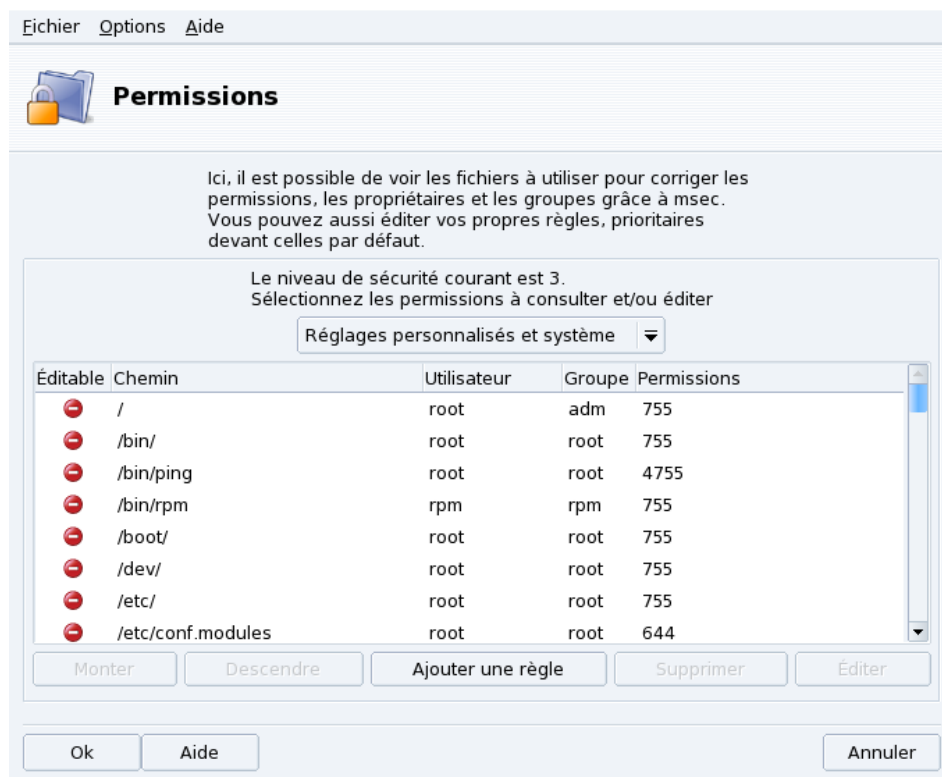 Fichier Options Aide
Permissions
Ici, il est possible de voir les fichiers à utiliser pour corriger les
permissions, les propriétaires et les groupes grâce à msec.
Vous pouvez aussi éditer vos propres règles, prioritaires
devant celles par défaut.
Le niveau de sécurité courant est 3.
Sélectionnez les permissions à consulter et/ou éditer
Réglages personnalisés et système
Éditable Chemin Utilisateur Groupe Permissions
/ root adm 755
/bin/ root root 755
/bin/ping root root 4755
/bin/rpm rpm rpm 755
/boot/ root root 755
/dev/ root root 755
/etc/ root root 755
/etc/conf.modules root root 644
Monter Descendre Ajouter une règle Supprimer Éditer
Ok Aide Annuler